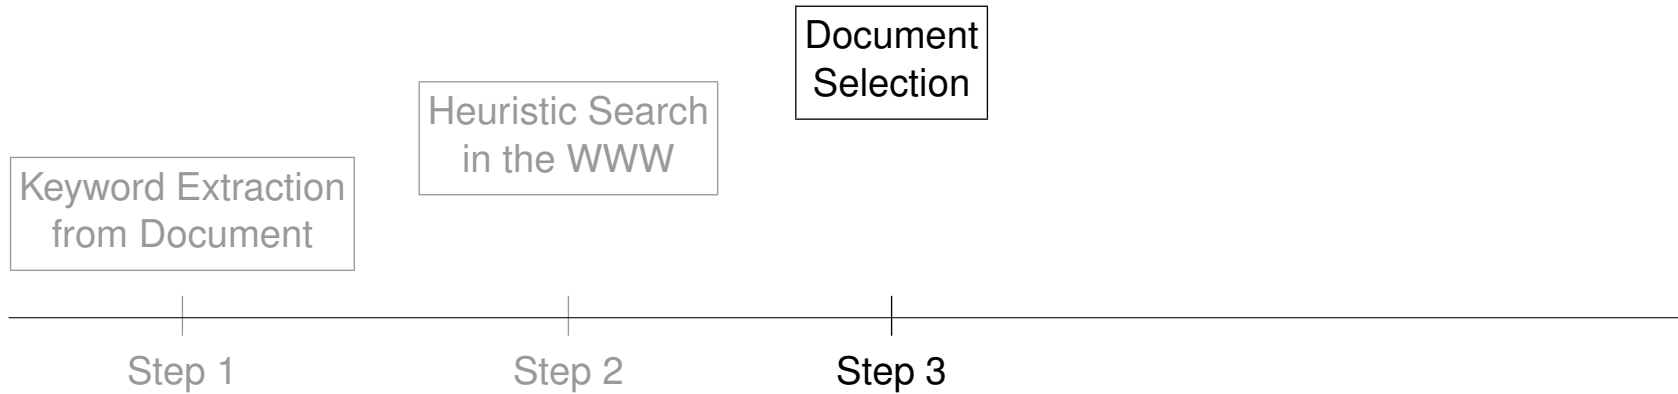 Keyword Extraction
from Document
Step 1
Heuristic Search
in the WWW
Step 2
Document
Selection
Step 3